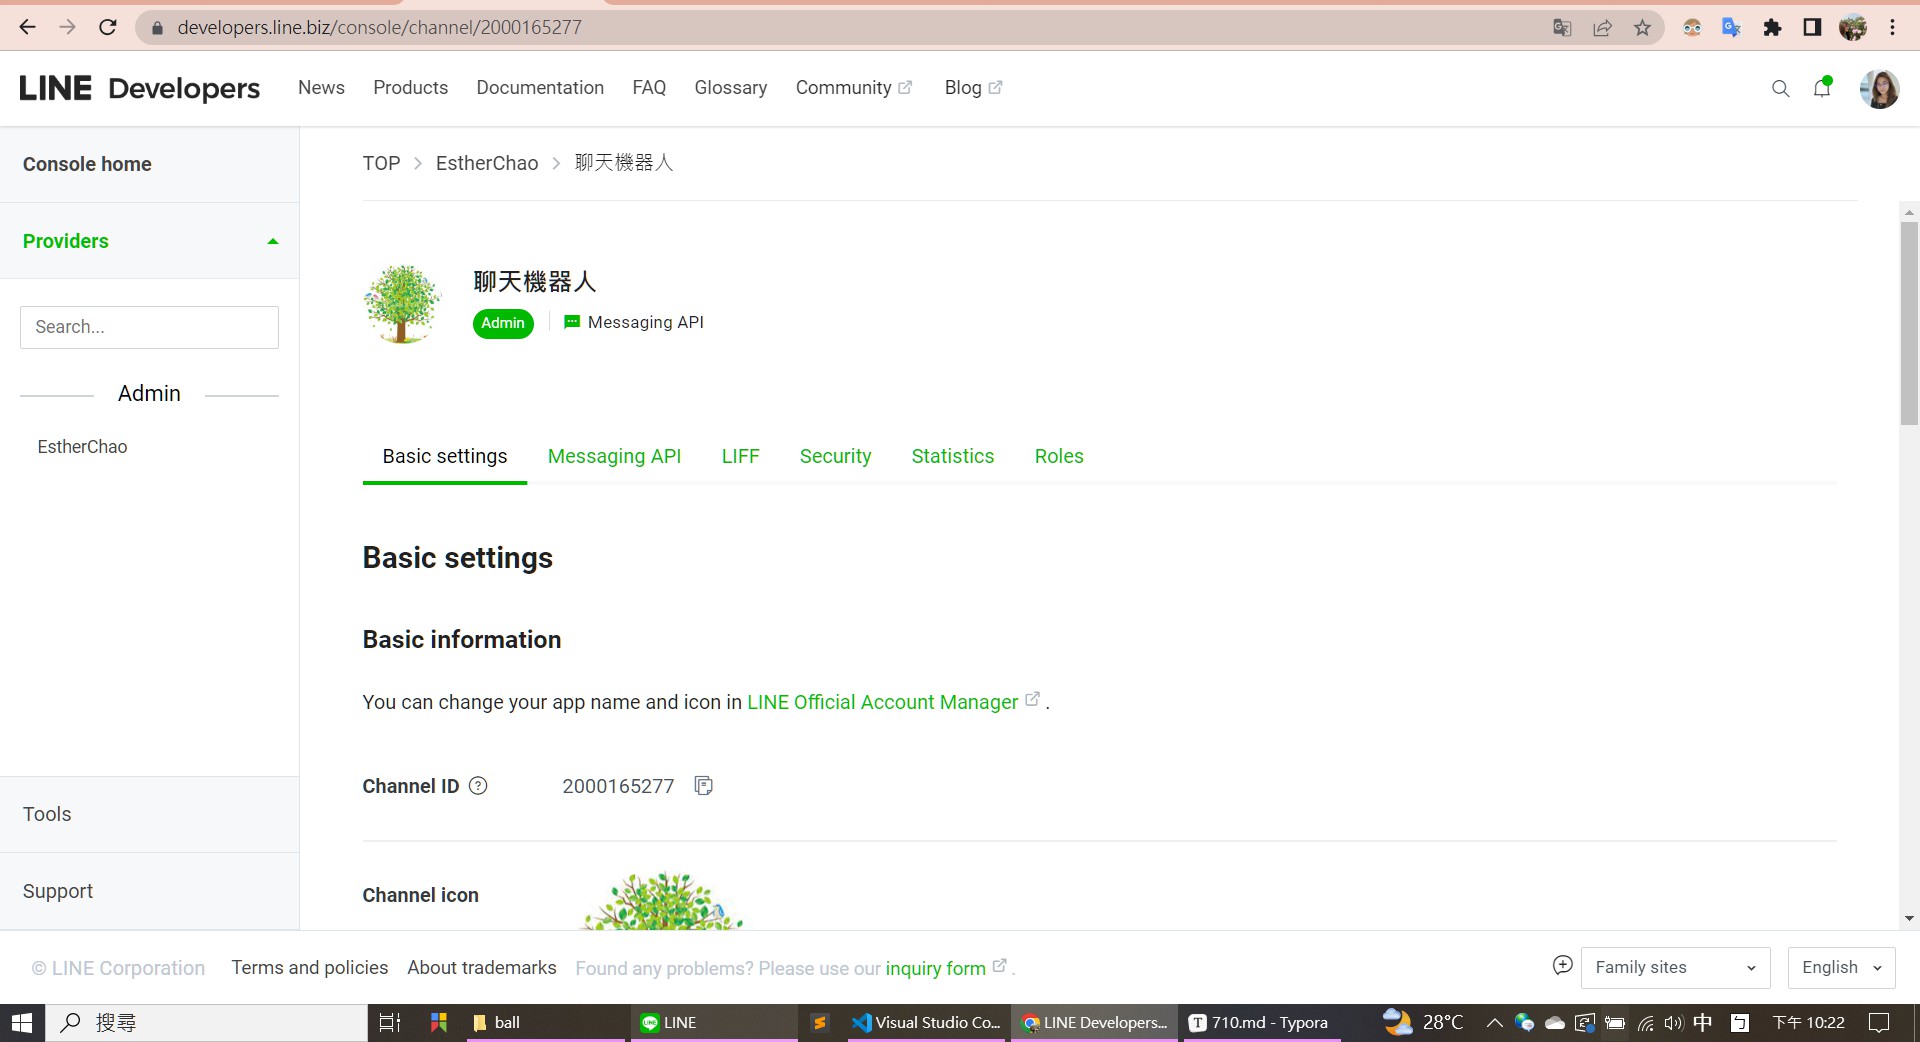 developers.line.biz/console/channel/2000165277
LINE Developers News Products Documentation FAQ Glossary Community Blog
Console home
Providers
Search...
Admin
EstherChao
Tools
Support
TOP > EstherChao > 聊天機器人
聊天機器人
Admin Messaging API
Basic settings Messaging API LIFF Security Statistics Roles
Basic settings
Basic information
You can change your app name and icon in LINE Official Account Manager .
Channel ID ? 2000165277
Channel icon
© LINE Corporation Terms and policies About trademarks Found any problems? Please use our inquiry form . Family sites English
搜尋 ball LINE Visual Studio Co... LINE Developers... 710.md - Typora 28°C 中 下午 10:22